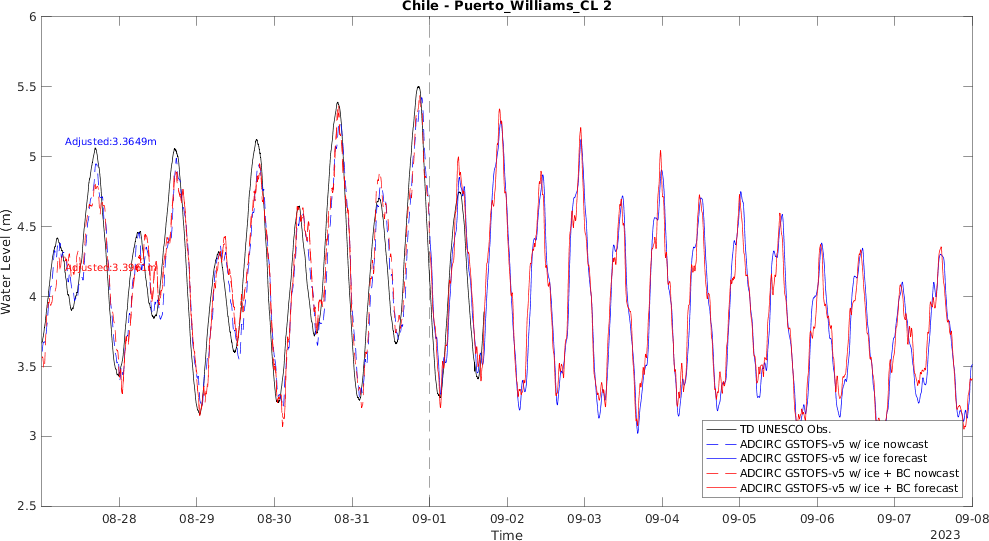 Chile - Puerto_Williams_CL 2
6
5.5
5
4.5
4
3.5
3
2.5
Water Level (m)
Adjusted:3.3649m
08-28
08-29
08-30
08-31
09-01
09-02
09-03
09-04
09-05
09-06
09-07
09-08
Time
2023
TD UNESCO Obs.
ADCIRC GSTOFS-v5 w/ ice nowcast
ADCIRC GSTOFS-v5 w/ ice forecast
ADCIRC GSTOFS-v5 w/ ice + BC nowcast
ADCIRC GSTOFS-v5 w/ ice + BC forecast